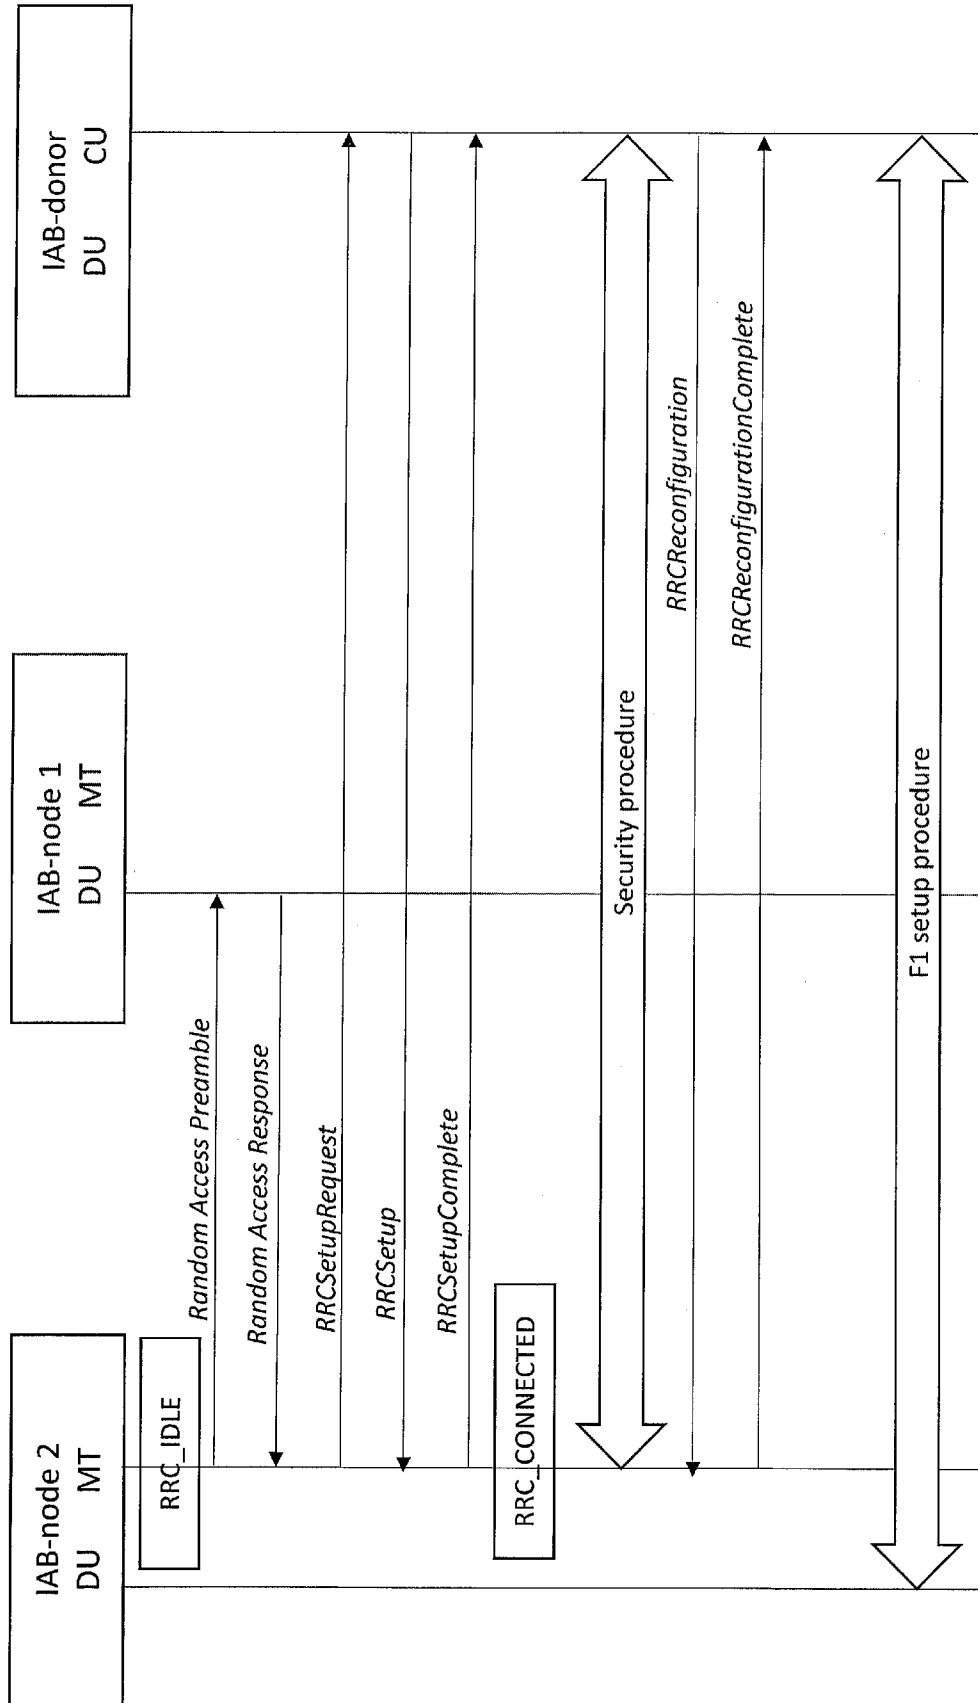 IAB-node 2
DU MT
IAB-node 1
DU MT
IAB-donor
DU CU
RRC_IDLE
Random Access Preamble
Random Access Response
RRCSetupRequest
RRCSetup
RRCSetupComplete
RRC_CONNECTED
Security procedure
RRCReconfiguration
RRCReconfigurationComplete
F1 setup procedure